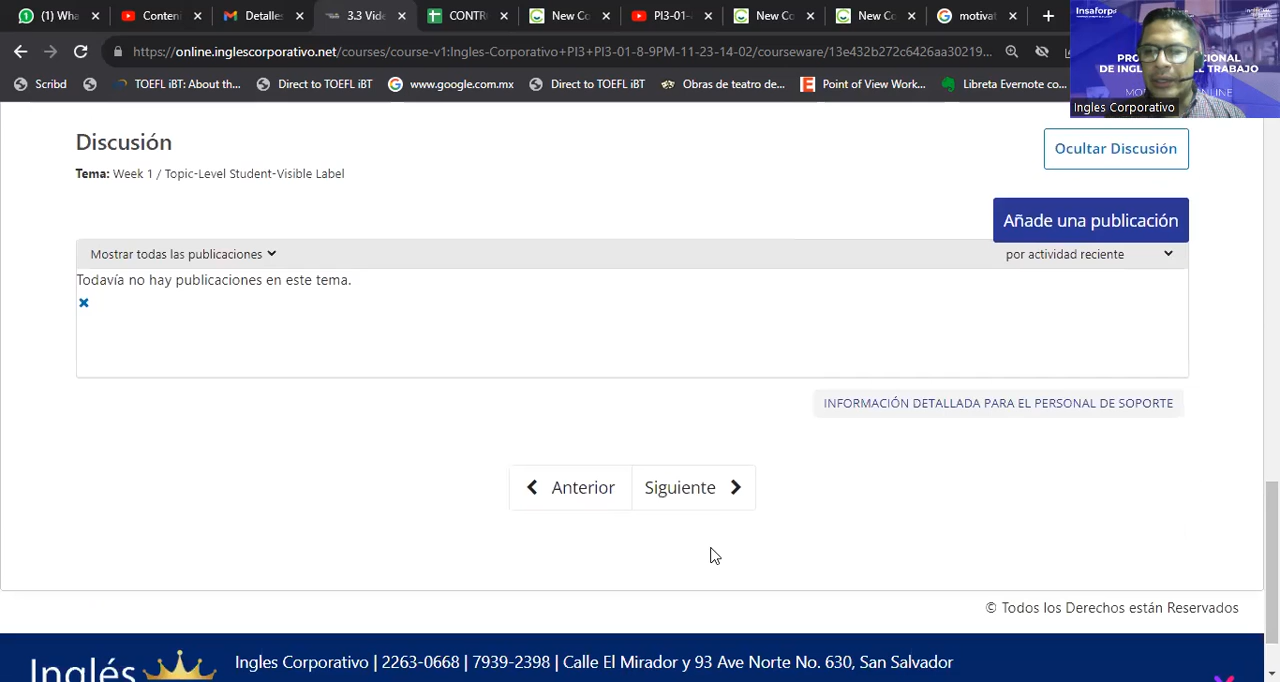 (1) Wha
Conten
Detalle
3.3 Vide
CONTR
New Co
PI3-01-
New Co
New Co
motivat
https://online.inglescorporativo.net/courses/course-v1:Ingles-Corporativo+PI3+PI3-01-8-9PM-11-23-14-02/courseware/13e432b272c6426aa30219...
Scribd
TOEFL iBT: About th...
Direct to TOEFL iBT
www.google.com.mx
Direct to TOEFL iBT
Obras de teatro de...
Point of View Work...
Libreta Evernote co...
Insaforp
Ingles Corporativo
Discusión
Ocultar Discusión
Tema: Week 1 / Topic-Level Student-Visible Label
Añade una publicación
Mostrar todas las publicaciones
por actividad reciente
Todavía no hay publicaciones en este tema.
INFORMACIÓN DETALLADA PARA EL PERSONAL DE SOPORTE
Anterior
Siguiente
© Todos los Derechos están Reservados
Inglés
Ingles Corporativo | 2263-0668 | 7939-2398 | Calle El Mirador y 93 Ave Norte No. 630, San Salvador